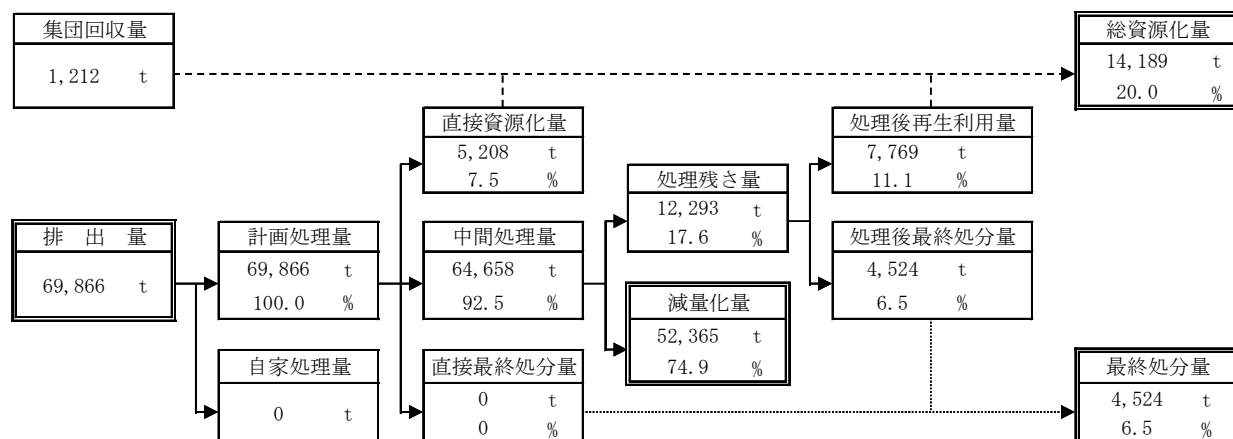 集団回収量
1,212 t
総資源化量
14,189 t
20.0 %
直接資源化量
5,208 t
7.5 %
処理後再生利用量
7,769 t
11.1 %
処理残さ量
12,293 t
17.6 %
排 出 量
69,866 t
計画処理量
69,866 t
100.0 %
中間処理量
64,658 t
92.5 %
処理後最終処分量
4,524 t
6.5 %
減量化量
52,365 t
74.9 %
自家処理量
0 t
直接最終処分量
0 t
0 %
最終処分量
4,524 t
6.5 %